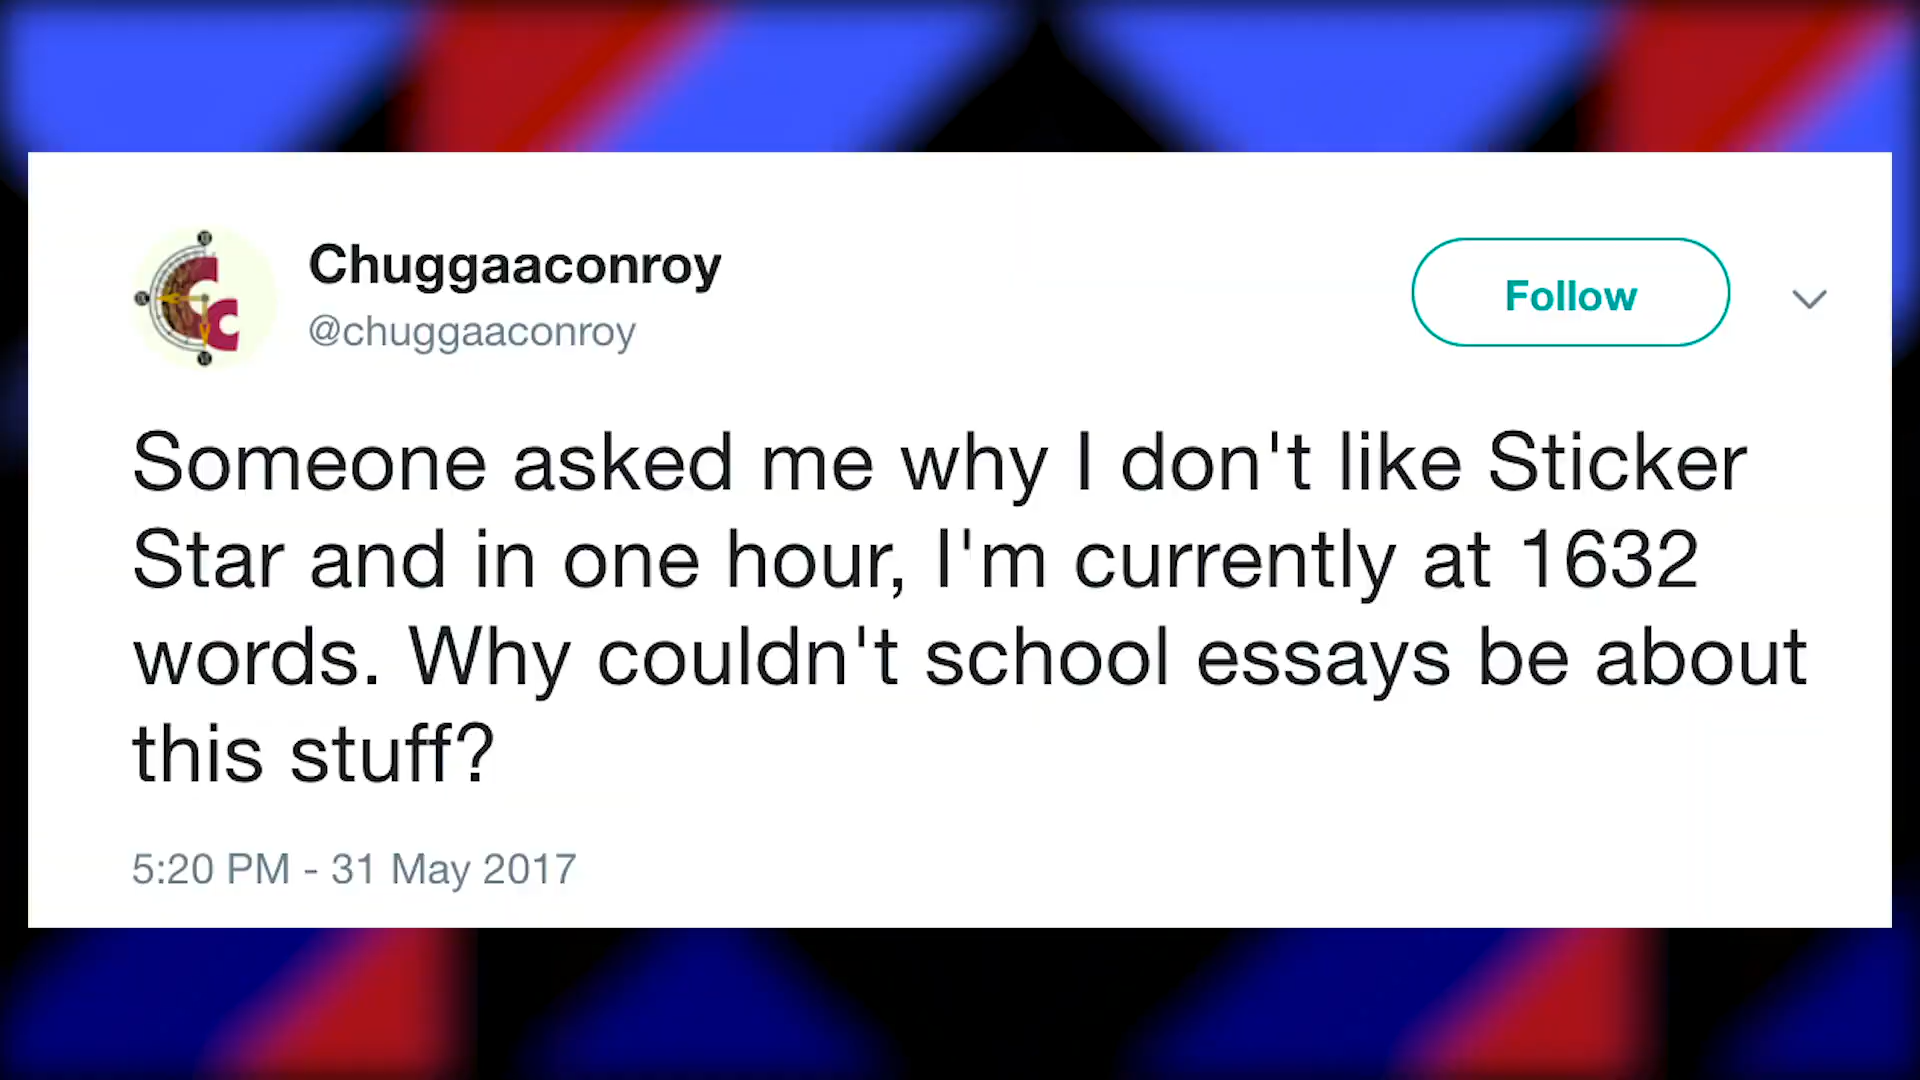 Chuggaaconroy
@chuggaaconroy
Follow
Someone asked me why I don't like Sticker
Star and in one hour, I'm currently at 1632
words. Why couldn't school essays be about
this stuff?
5:20 PM - 31 May 2017